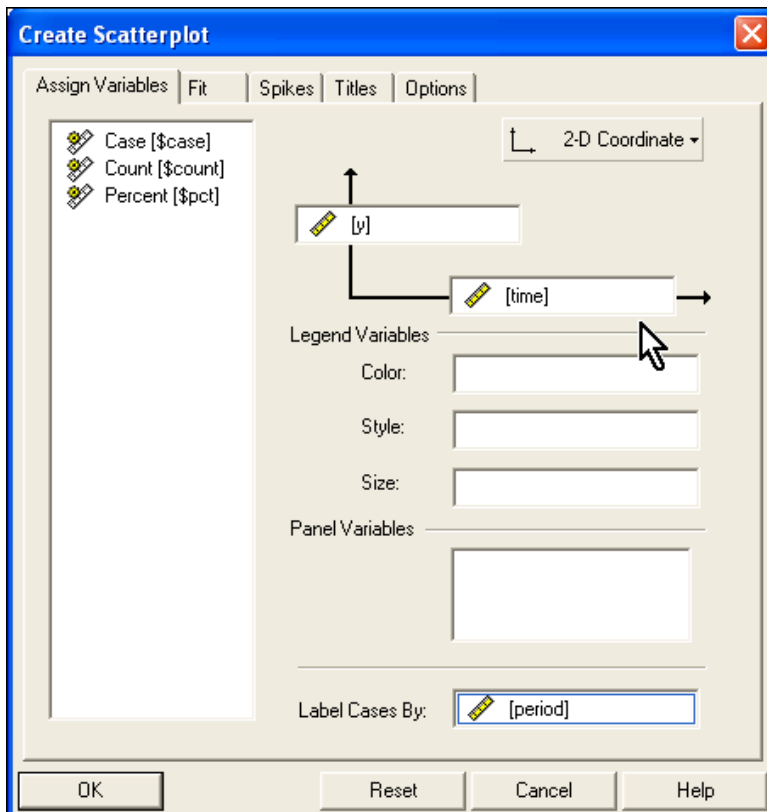 Create Scatterplot
Assign Variables Fit Spikes Titles Options
Case [$case]
Count [$count]
Percent [$pct]
2-D Coordinate
[y]
[time]
Legend Variables
Color:
Style:
Size:
Panel Variables
Label Cases By: [period]
OK Reset Cancel Help